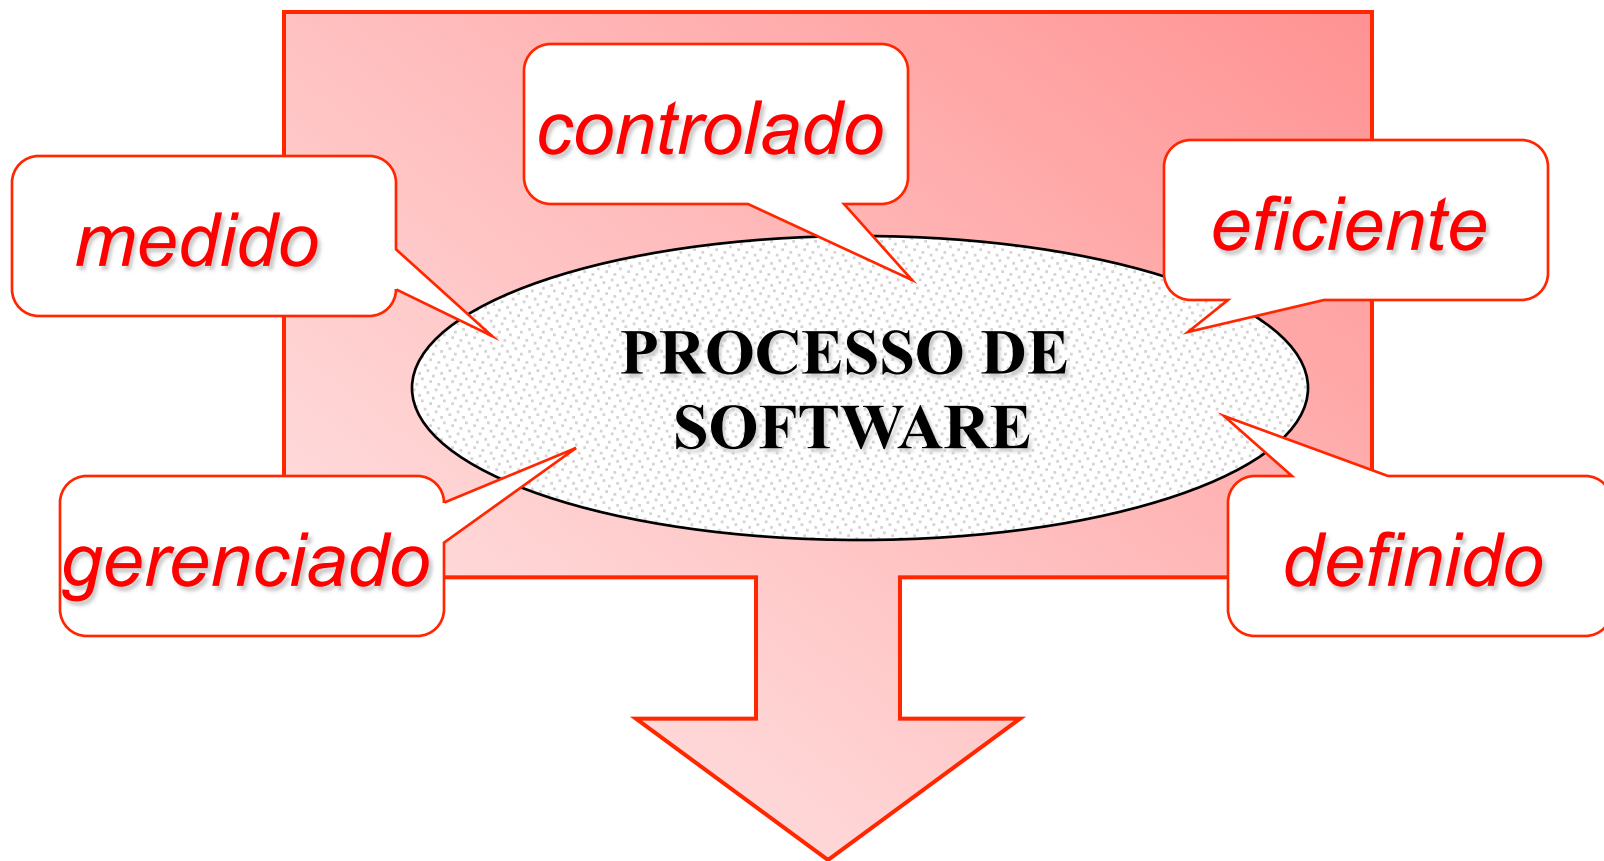 controlado
medido
eficiente
PROCESSO DE
SOFTWARE
gerenciado
definido